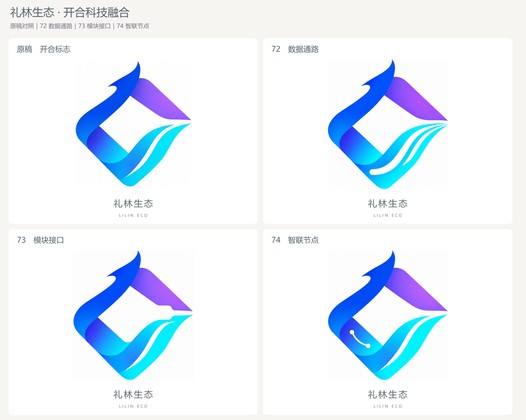 礼林生态 · 开合科技融合
原稿对照 | 72 数据通路 | 73 模块接口 | 74 智联节点
原稿 开合标志
礼林生态
LILIN ECO
72 数据通路
礼林生态
LILIN ECO
73 模块接口
礼林生态
LILIN ECO
74 智联节点
礼林生态
LILIN ECO